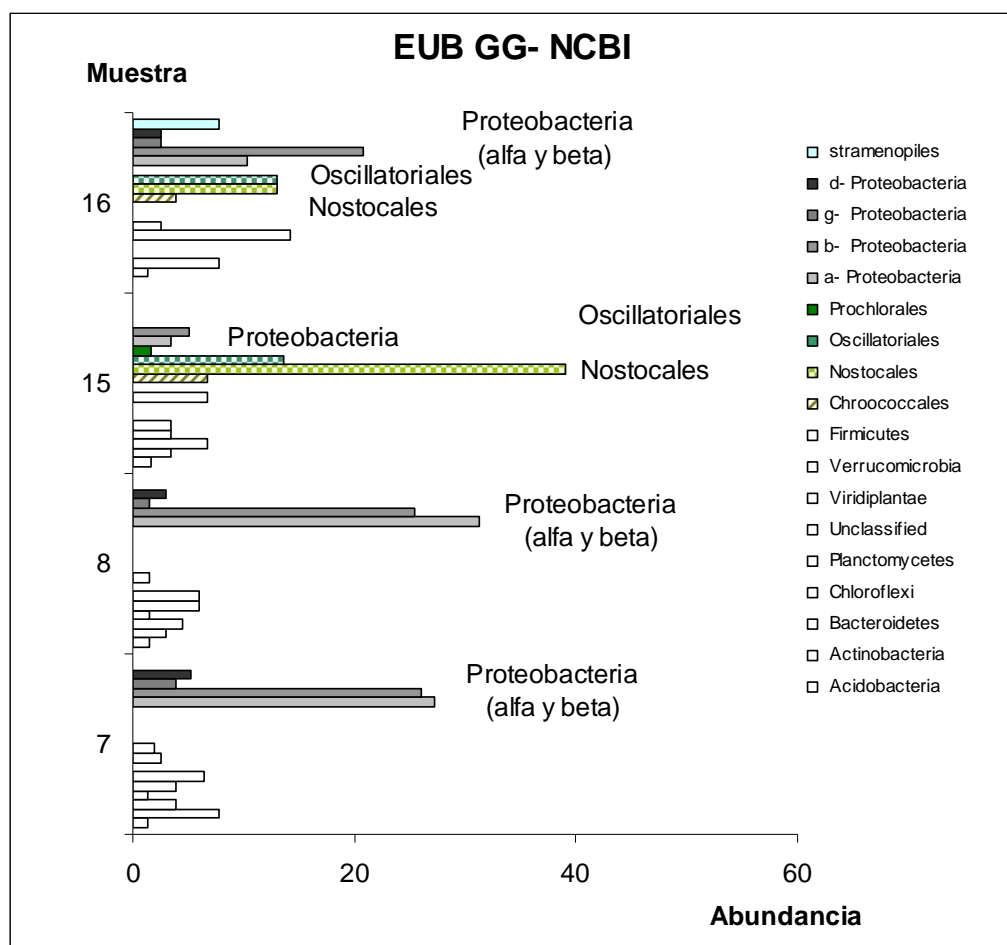 EUB GG- NCBI
Muestra
Proteobacteria
(alfa y beta)
Oscillatoriales
Nostocales
16
Oscillatoriales
Proteobacteria
Nostocales
15
Proteobacteria
(alfa y beta)
8
Proteobacteria
(alfa y beta)
7
0 20 40 60
Abundancia
stramenopiles
d- Proteobacteria
g- Proteobacteria
b- Proteobacteria
a- Proteobacteria
Prochlorales
Oscillatoriales
Nostocales
Chroococcales
Firmicutes
Verrucomicrobia
Viridiplantae
Unclassified
Planctomycetes
Chloroflexi
Bacteroidetes
Actinobacteria
Acidobacteria